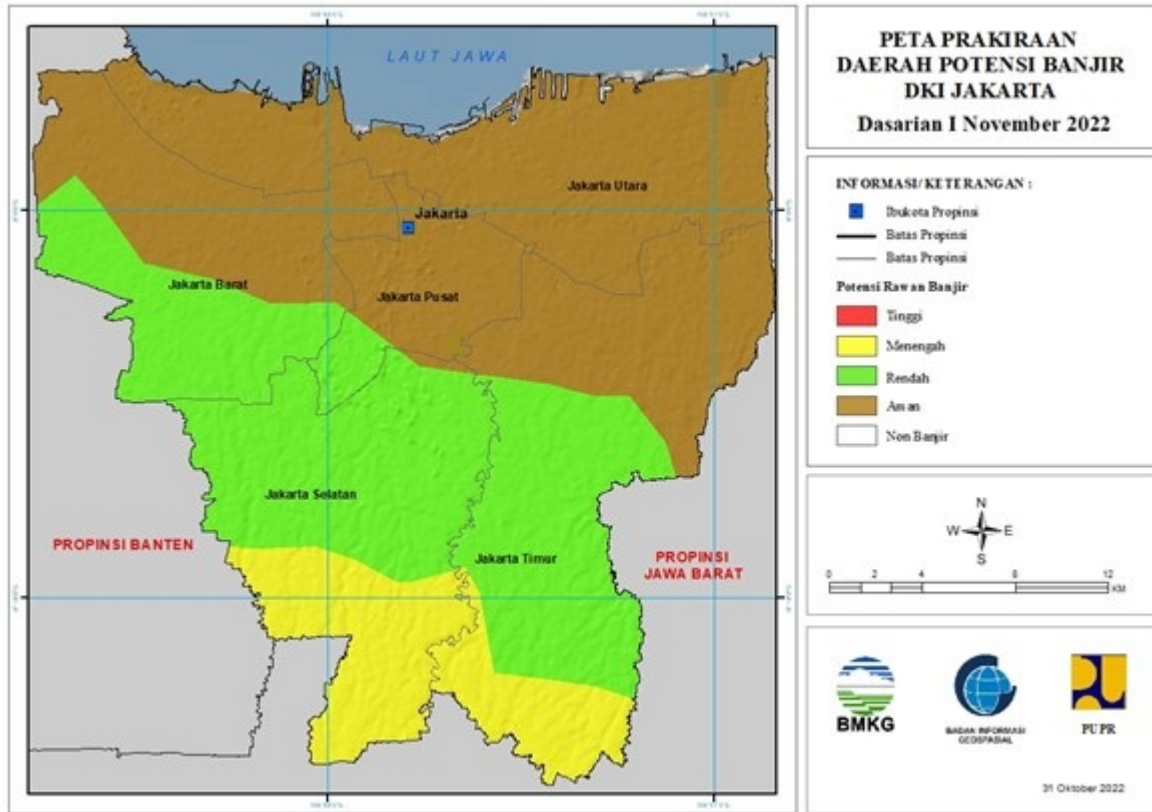 LAUT JAWA
Jakarta Utara
Jakarta
Jakarta Barat
Jakarta Pusat
Jakarta Selatan
Jakarta Timur
PROPINSI BANTEN
PROPINSI
JAWA BARAT
PETA PRAKIRAAN
DAERAH POTENSI BANJIR
DKI JAKARTA
Dasarian I November 2022
INFORMASI/KETERANGAN :
Ibukota Propinsi
Batas Propinsi
Batas Propinsi
Potensi Rawan Banjir
Tinggi
Menengah
Rendah
Aman
Non Banjir
N
W E
S
0 2 4 8 12
KM
BMKG
BADAN INFORMASI
GEOSPASIAL
PUPR
31 Oktober 2022